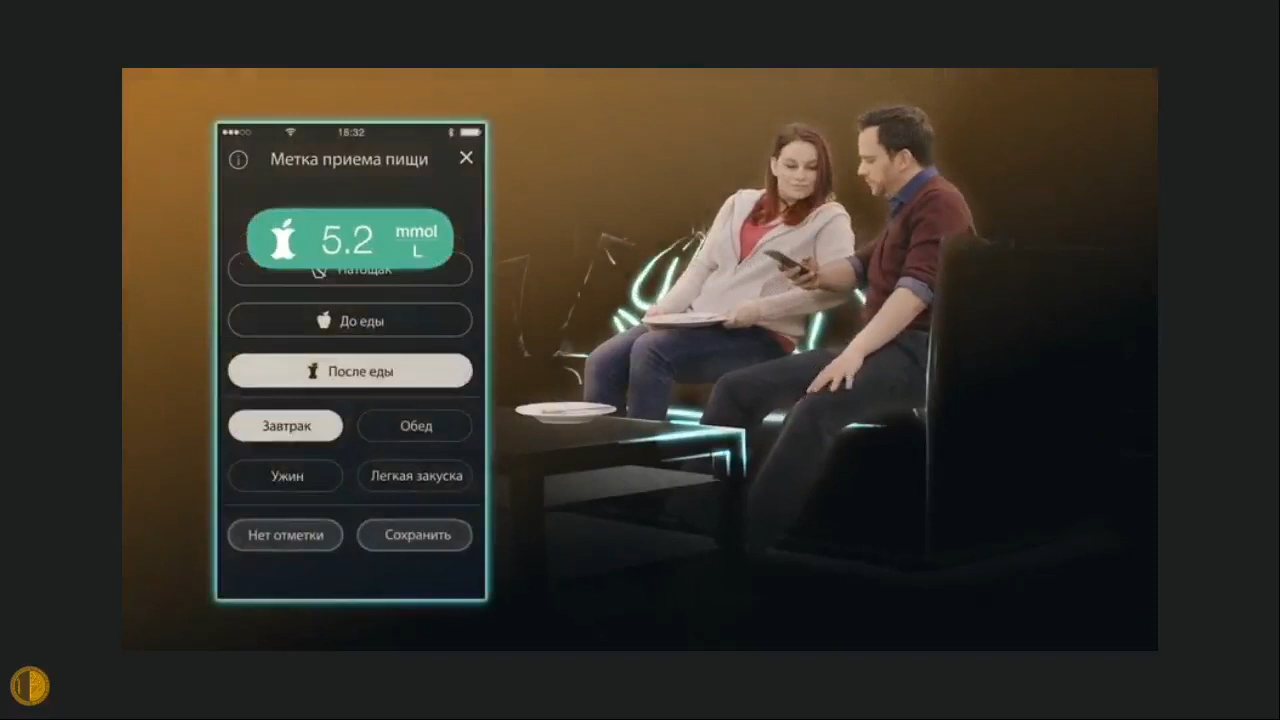 18:32
Метка приема пищи
5.2 mmol
L
Натощак
До еды
После еды
Завтрак
Обед
Ужин
Легкая закуска
Нет отметки
Сохранить